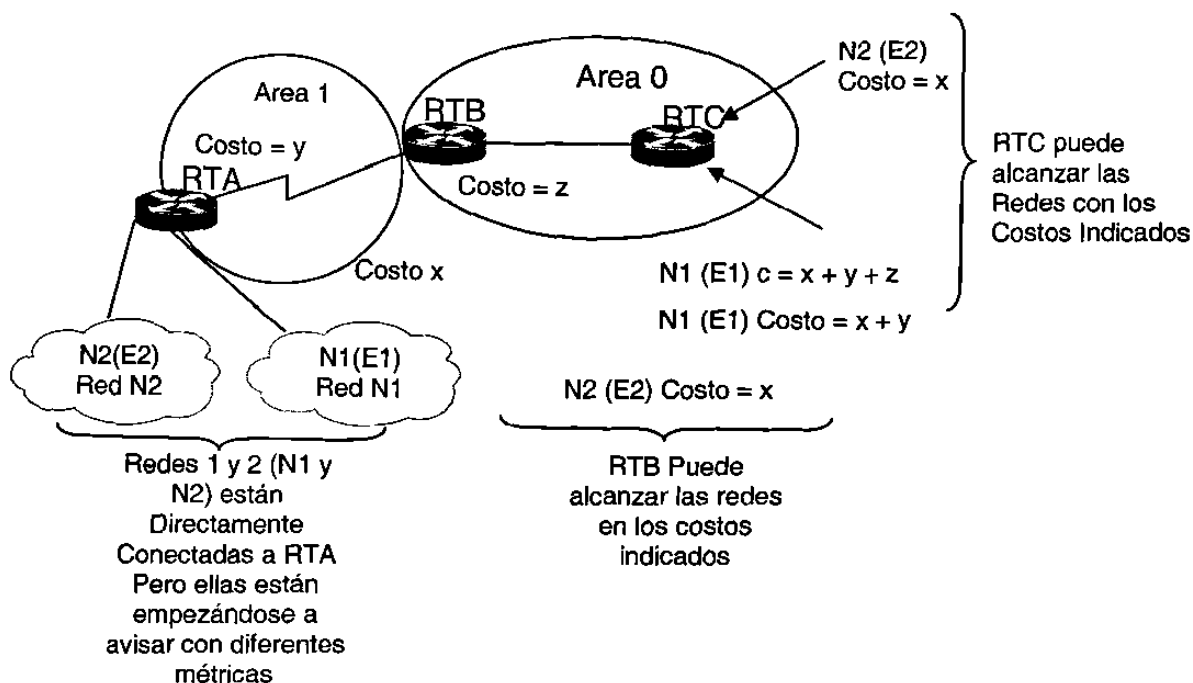 Area 1
Area 0
N2 (E2)
Costo = x
RTB
RTC
Costo = y
RTA
Costo = z
RTC puede
alcanzar las
Redes con los
Costos Indicados
Costo x
N1 (E1) c = x + y + z
N1 (E1) Costo = x + y
N2(E2)
Red N2
N1(E1)
Red N1
N2 (E2) Costo = x
Redes 1 y 2 (N1 y
N2) están
Directamente
Conectadas a RTA
Pero ellas están
empezándose a
avisar con diferentes
métricas
RTB Puede
alcanzar las redes
en los costos
indicados